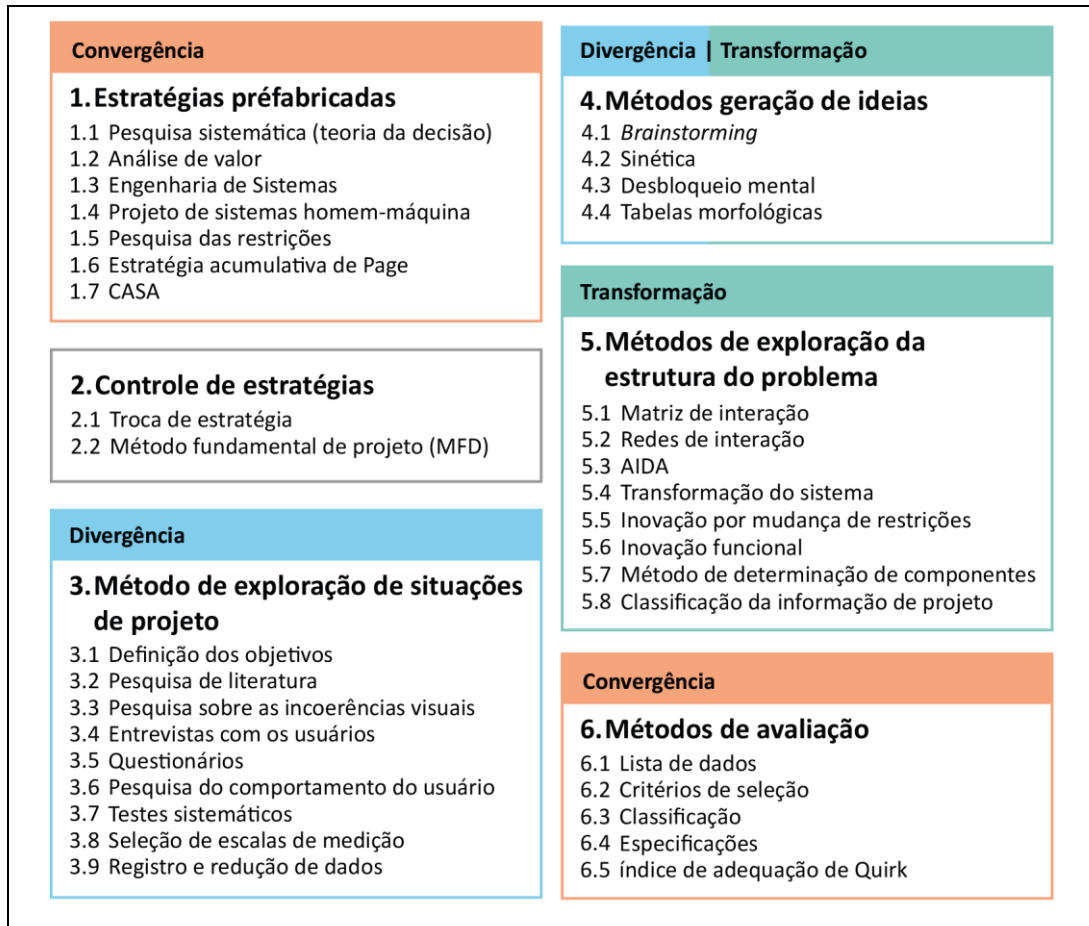 Convergência
1. Estratégias préfabricadas
1.1 Pesquisa sistemática (teoria da decisão)
1.2 Análise de valor
1.3 Engenharia de Sistemas
1.4 Projeto de sistemas homem-máquina
1.5 Pesquisa das restrições
1.6 Estratégia acumulativa de Page
1.7 CASA
2. Controle de estratégias
2.1 Troca de estratégia
2.2 Método fundamental de projeto (MFD)
Divergência
3. Método de exploração de situações
de projeto
3.1 Definição dos objetivos
3.2 Pesquisa de literatura
3.3 Pesquisa sobre as incoerências visuais
3.4 Entrevistas com os usuários
3.5 Questionários
3.6 Pesquisa do comportamento do usuário
3.7 Testes sistemáticos
3.8 Seleção de escalas de medição
3.9 Registro e redução de dados
Divergência | Transformação
4. Métodos geração de ideias
4.1 Brainstorming
4.2 Sinética
4.3 Desbloqueio mental
4.4 Tabelas morfológicas
Transformação
5. Métodos de exploração da
estrutura do problema
5.1 Matriz de interação
5.2 Redes de interação
5.3 AIDA
5.4 Transformação do sistema
5.5 Inovação por mudança de restrições
5.6 Inovação funcional
5.7 Método de determinação de componentes
5.8 Classificação da informação de projeto
Convergência
6. Métodos de avaliação
6.1 Lista de dados
6.2 Critérios de seleção
6.3 Classificação
6.4 Especificações
6.5 índice de adequação de Quirk